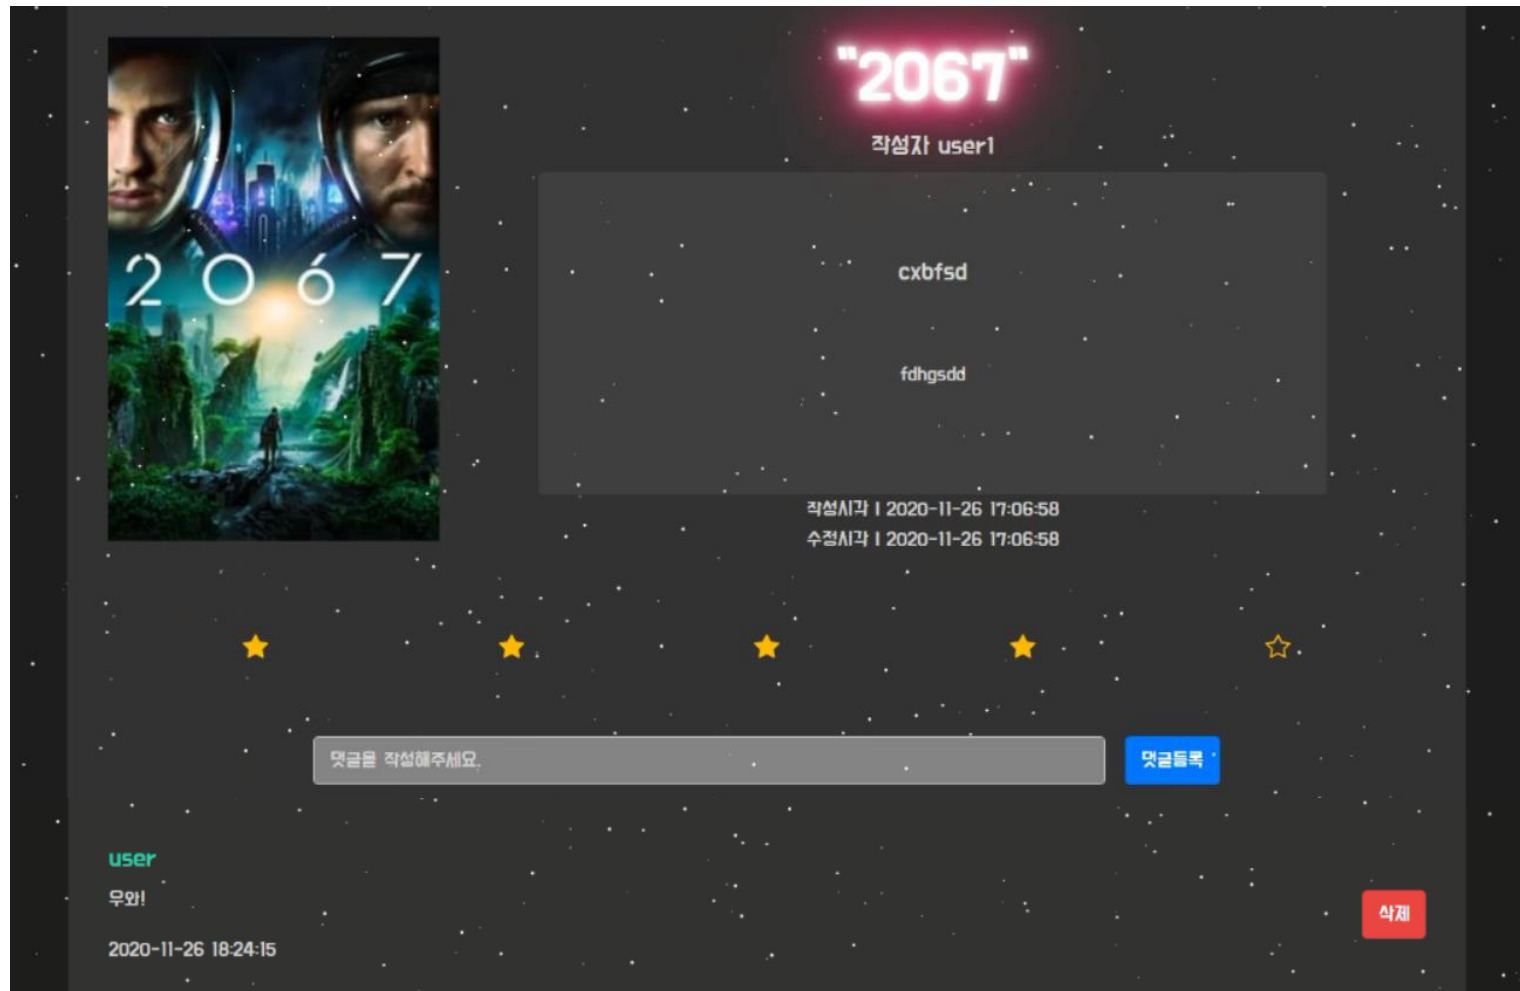 2067
"2067"
작성자 user1
cxbfsd
fdhgsdd
작성시각 | 2020-11-26 17:06:58
수정시각 | 2020-11-26 17:06:58
댓글을 작성해주세요.
댓글등록
user
우와!
삭제
2020-11-26 18:24:15